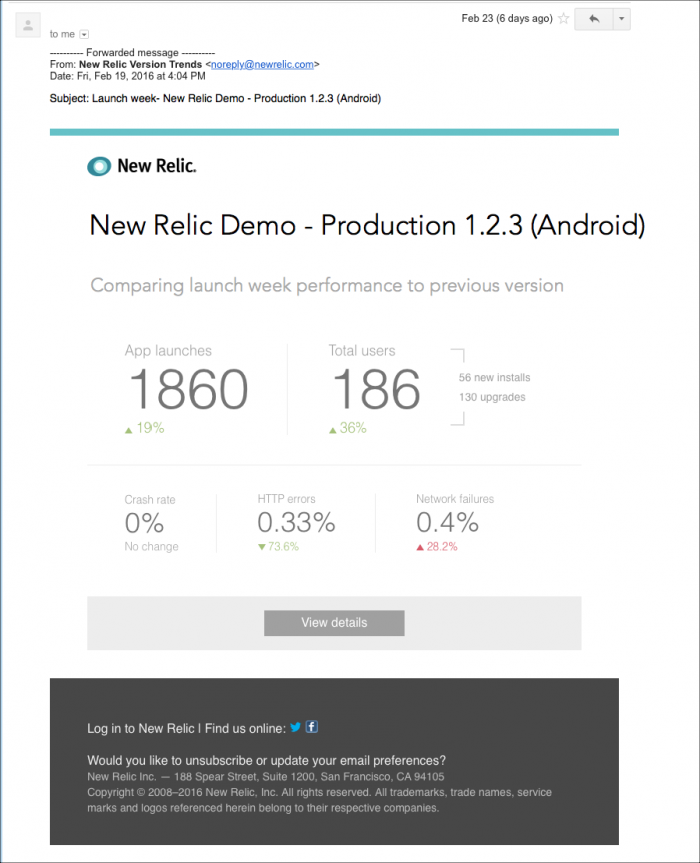 Feb 23 (6 days ago)
to me
---------- Forwarded message ----------
From: New Relic Version Trends <noreply@newrelic.com>
Date: Fri, Feb 19, 2016 at 4:04 PM
Subject: Launch week- New Relic Demo - Production 1.2.3 (Android)
New Relic.
New Relic Demo - Production 1.2.3 (Android)
Comparing launch week performance to previous version
App launches
1860
▲ 19%
Total users
186
▲ 36%
56 new installs
130 upgrades
Crash rate
0%
No change
HTTP errors
0.33%
▼ 73.6%
Network failures
0.4%
▲ 28.2%
View details
Log in to New Relic | Find us online:
Would you like to unsubscribe or update your email preferences?
New Relic Inc. — 188 Spear Street, Suite 1200, San Francisco, CA 94105
Copyright © 2008–2016 New Relic, Inc. All rights reserved. All trademarks, trade names, service
marks and logos referenced herein belong to their respective companies.